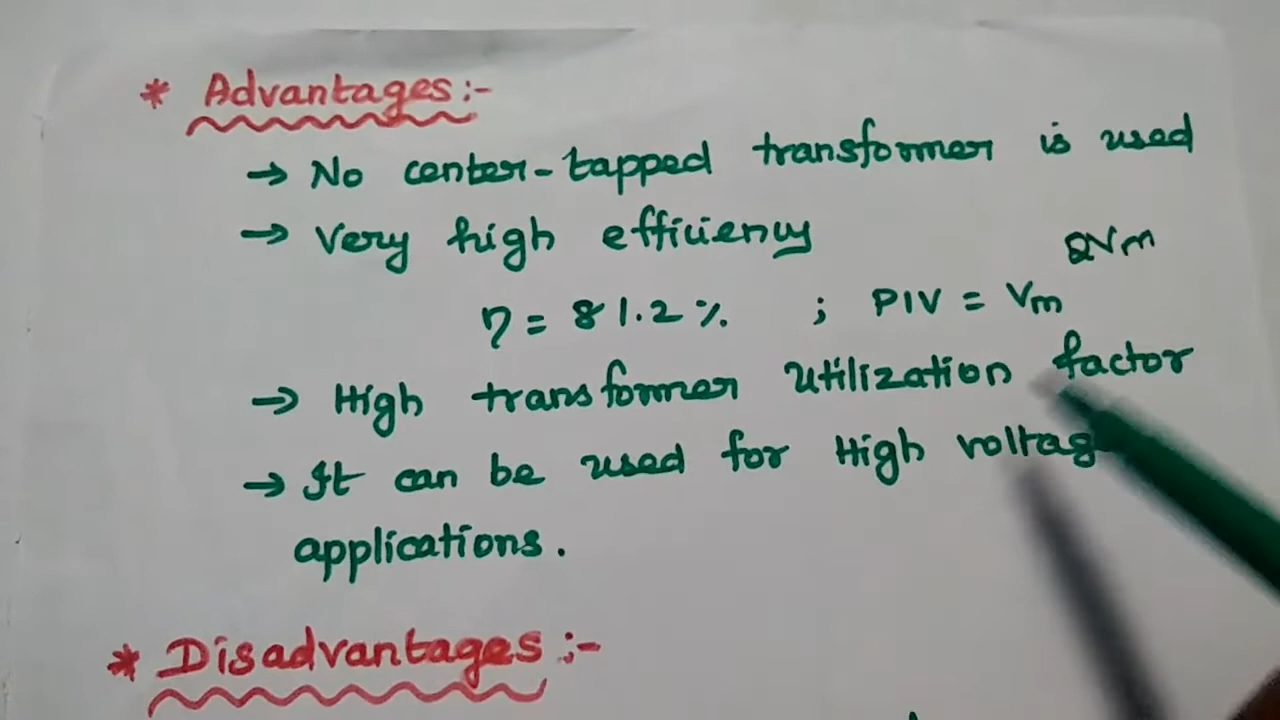 * Advantages:-
→ No center-tapped transformer is used
→ Very high efficiency
2Vm
η = 81.2 % ; PIV = Vm
→ High transformer utilization factor
→ It can be used for High voltage
applications.
* Disadvantages :-